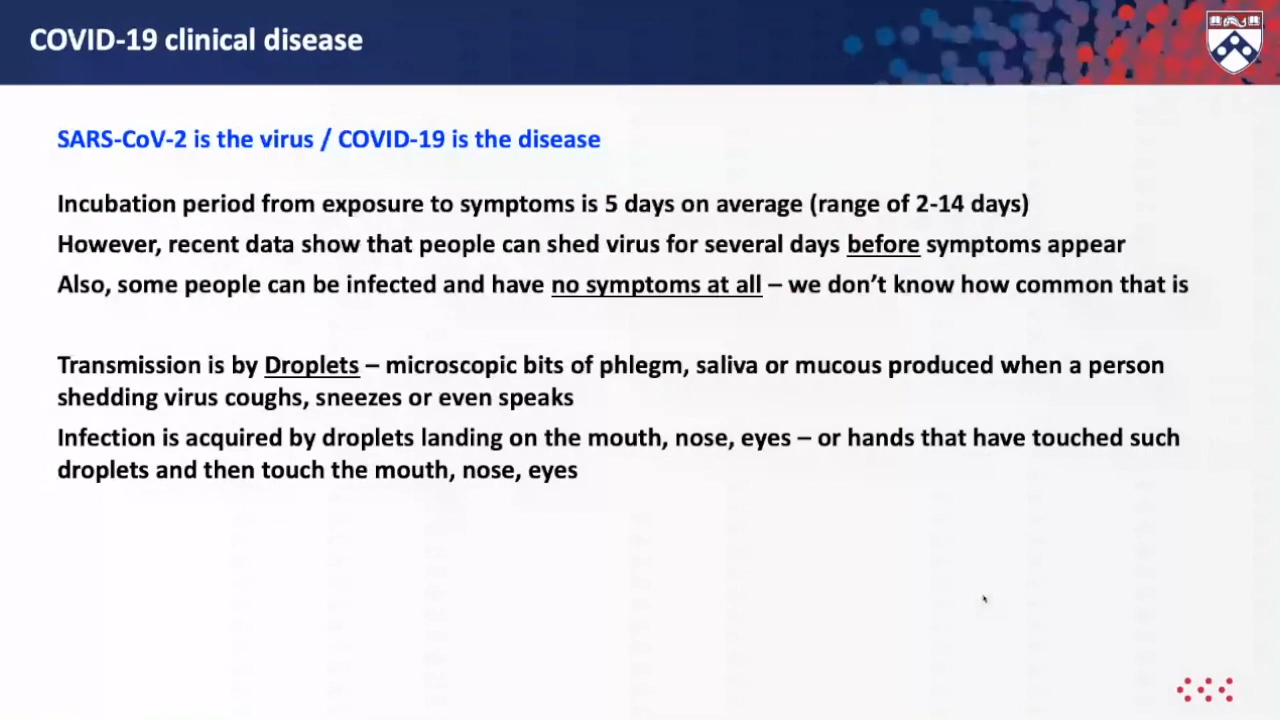 COVID-19 clinical disease
SARS-CoV-2 is the virus / COVID-19 is the disease
Incubation period from exposure to symptoms is 5 days on average (range of 2-14 days)
However, recent data show that people can shed virus for several days before symptoms appear
Also, some people can be infected and have no symptoms at all – we don’t know how common that is
Transmission is by Droplets – microscopic bits of phlegm, saliva or mucous produced when a person
shedding virus coughs, sneezes or even speaks
Infection is acquired by droplets landing on the mouth, nose, eyes – or hands that have touched such
droplets and then touch the mouth, nose, eyes